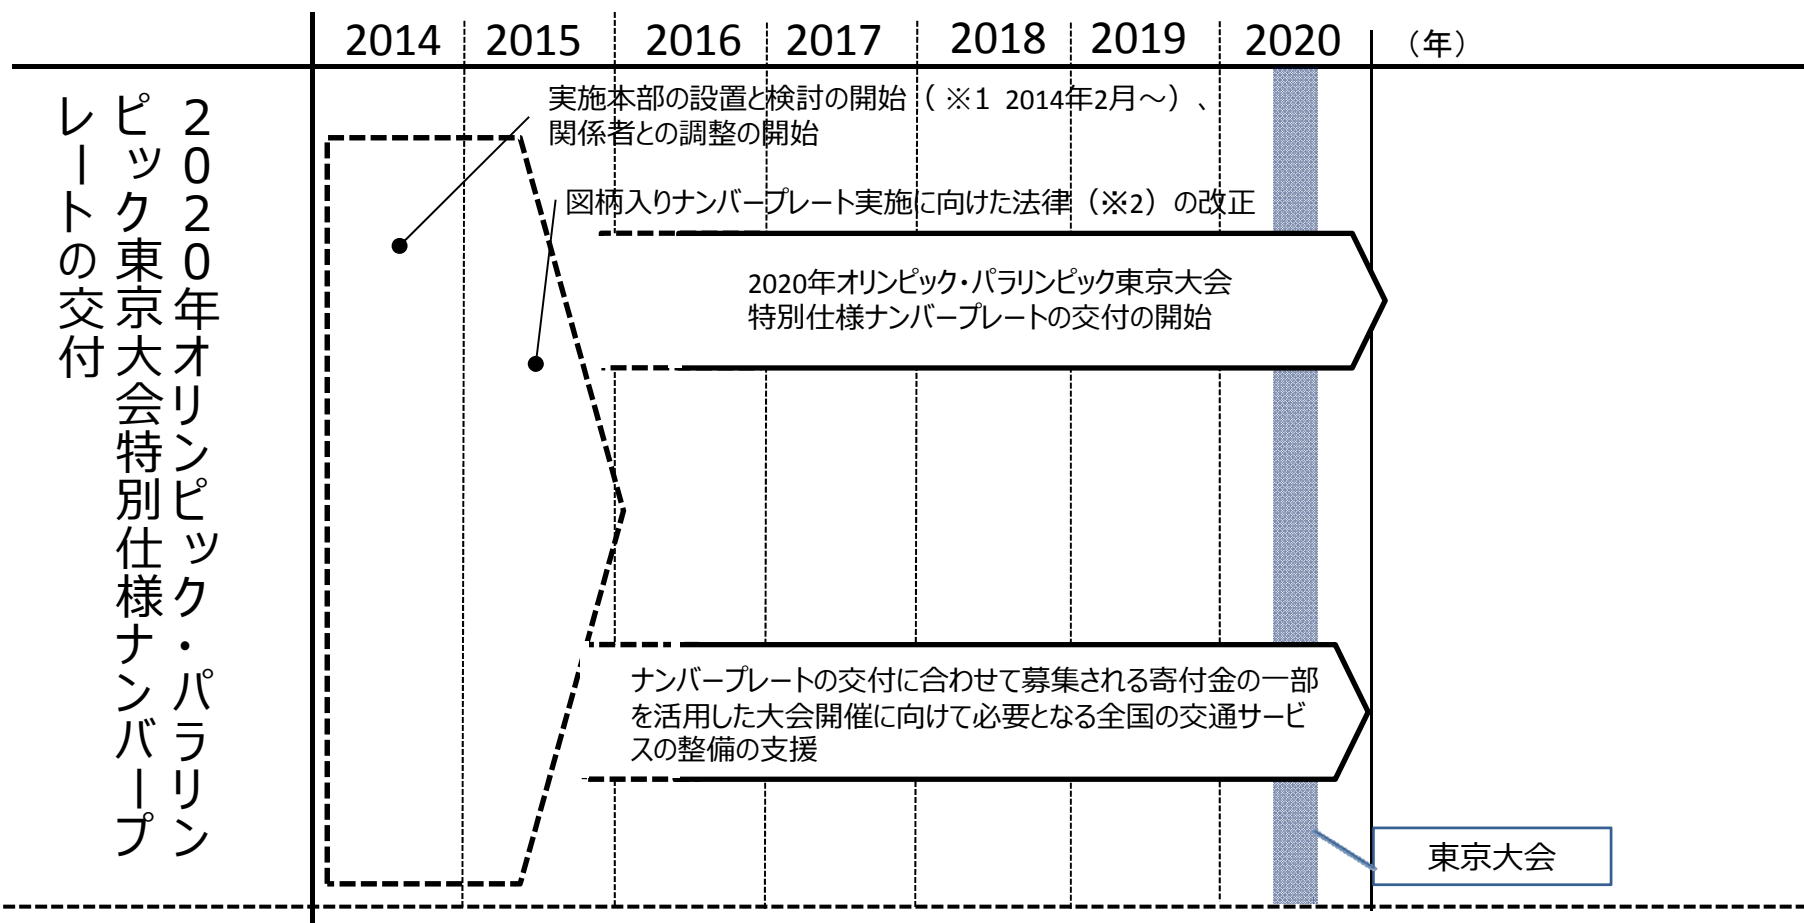 2014 2015 2016 2017 2018 2019 2020 （年）
２０２０年オリンピック・パラリン
ピック東京大会特別仕様ナンバープ
レートの交付
実施本部の設置と検討の開始（ ※1 2014年2月～）、
関係者との調整の開始
図柄入りナンバープレート実施に向けた法律（※2）の改正
2020年オリンピック・パラリンピック東京大会
特別仕様ナンバープレートの交付の開始
ナンバープレートの交付に合わせて募集される寄付金の一部
を活用した大会開催に向けて必要となる全国の交通サービ
スの整備の支援
東京大会